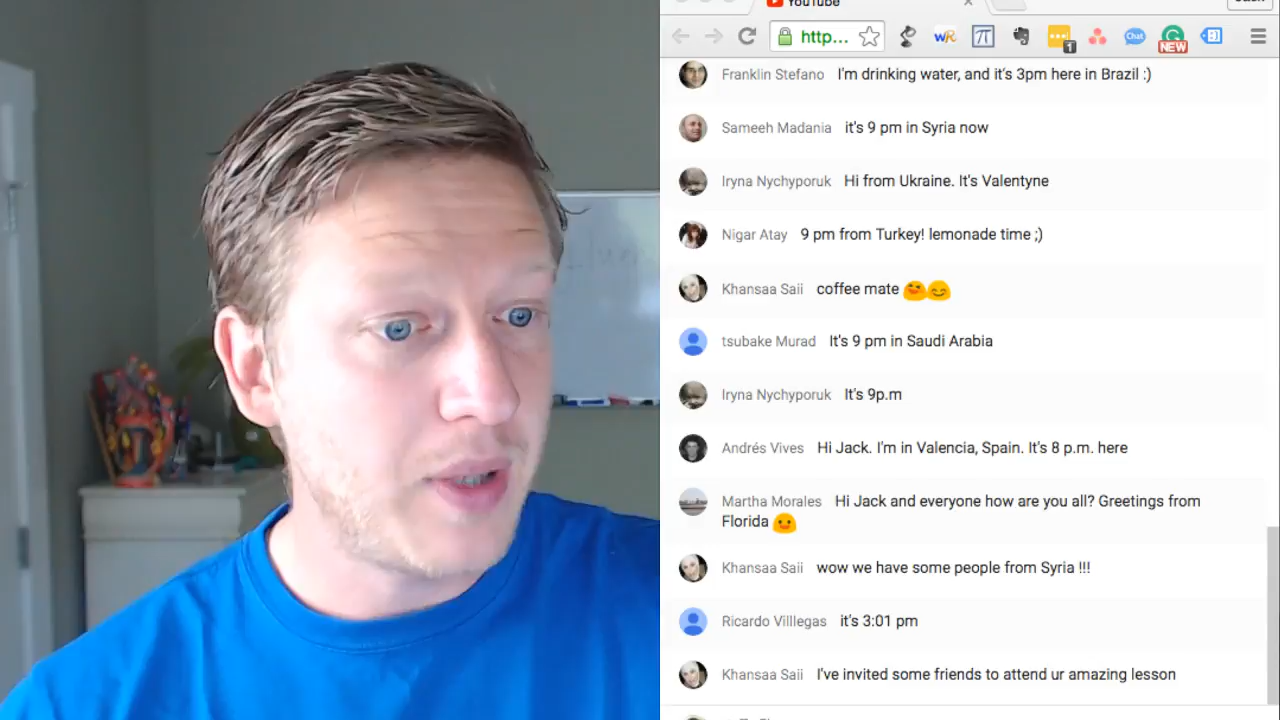 YouTube
http...
wR
π
1
Chat
NEW
Franklin Stefano I'm drinking water, and it's 3pm here in Brazil :)
Sameeh Madania it's 9 pm in Syria now
Iryna Nychyporuk Hi from Ukraine. It's Valentyne
Nigar Atay 9 pm from Turkey! lemonade time ;)
Khansaa Saii coffee mate
tsubake Murad It's 9 pm in Saudi Arabia
Iryna Nychyporuk It's 9p.m
Andrés Vives Hi Jack. I'm in Valencia, Spain. It's 8 p.m. here
Martha Morales Hi Jack and everyone how are you all? Greetings from
Florida
Khansaa Saii wow we have some people from Syria !!!
Ricardo Villlegas it's 3:01 pm
Khansaa Saii I've invited some friends to attend ur amazing lesson